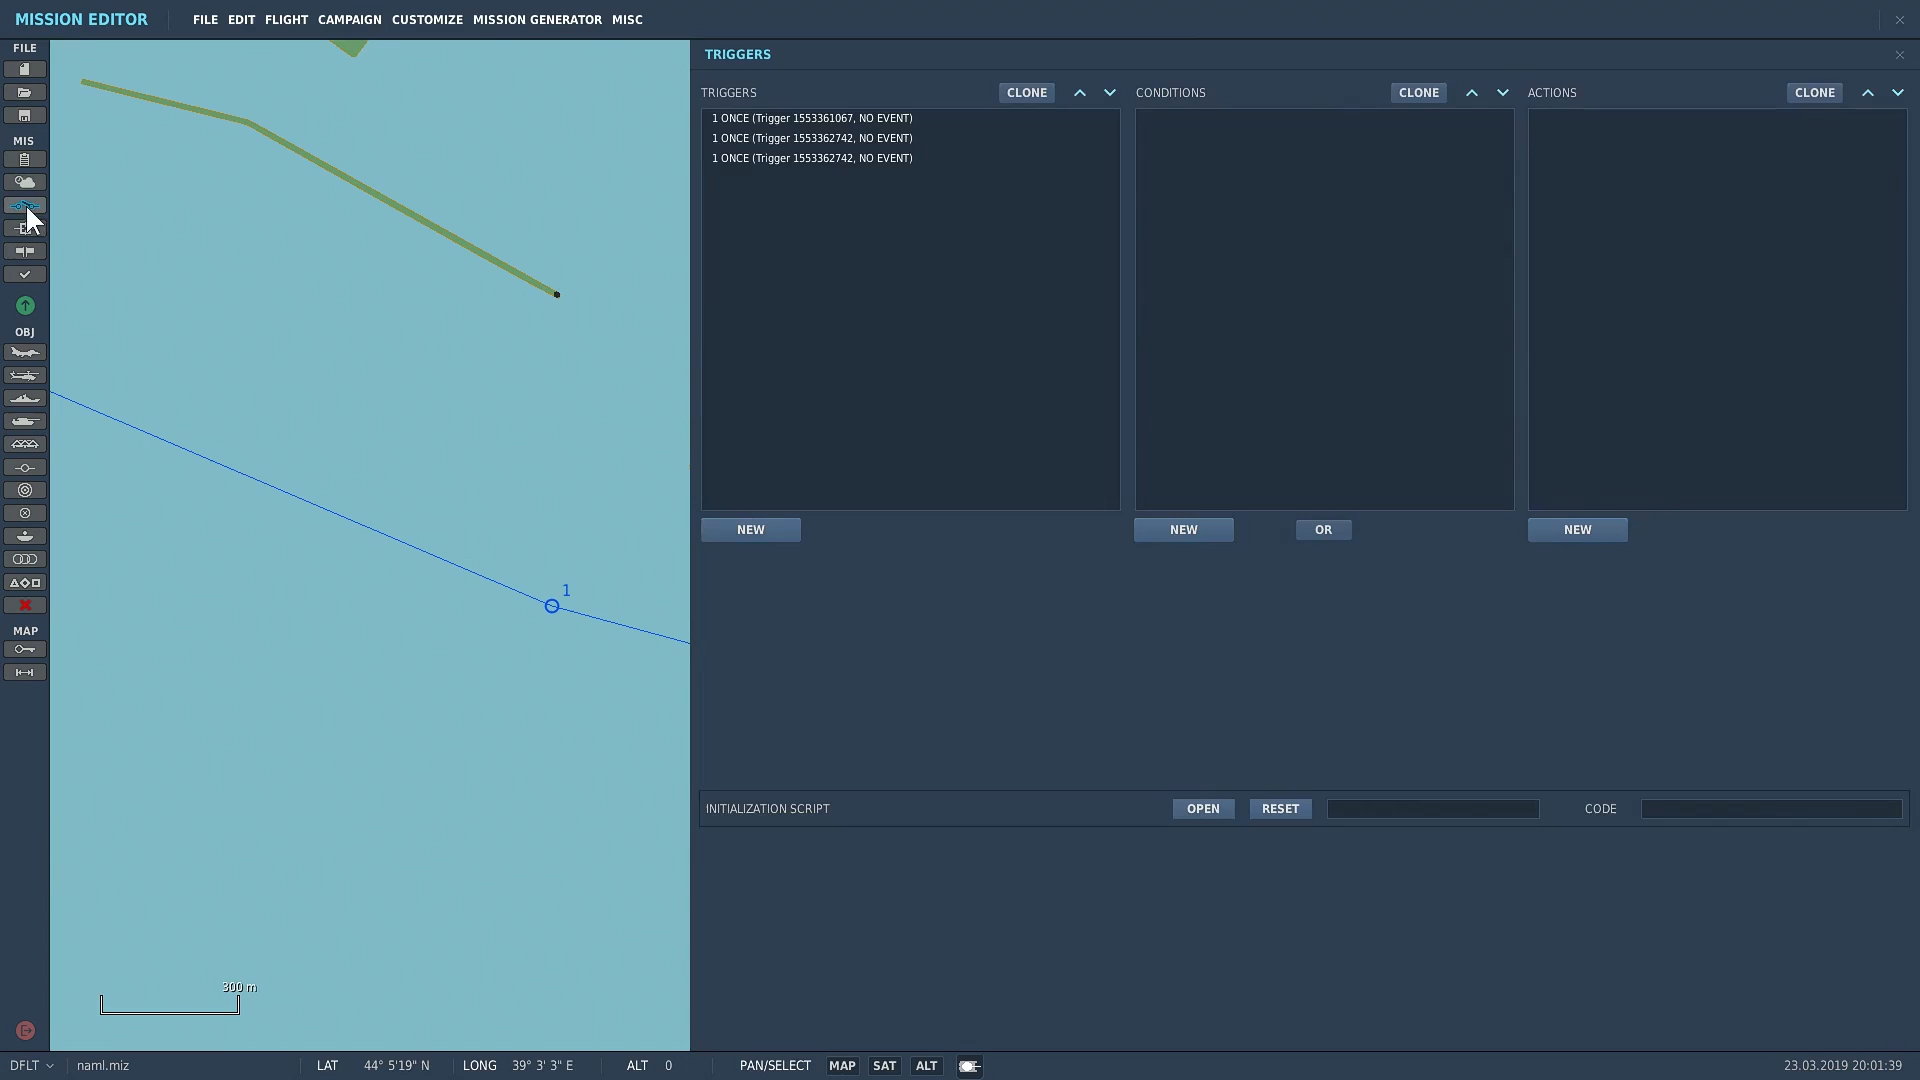 MISSION EDITOR FILE EDIT FLIGHT CAMPAIGN CUSTOMIZE MISSION GENERATOR MISC
FILE
MIS
OBJ
MAP
1
300 m
TRIGGERS
TRIGGERS CLONE CONDITIONS CLONE ACTIONS CLONE
1 ONCE (Trigger 1553361067, NO EVENT)
1 ONCE (Trigger 1553362742, NO EVENT)
1 ONCE (Trigger 1553362742, NO EVENT)
NEW NEW OR NEW
INITIALIZATION SCRIPT OPEN RESET CODE
DFLT naml.miz LAT 44° 5'19" N LONG 39° 3' 3" E ALT 0 PAN/SELECT MAP SAT ALT 23.03.2019 20:01:39